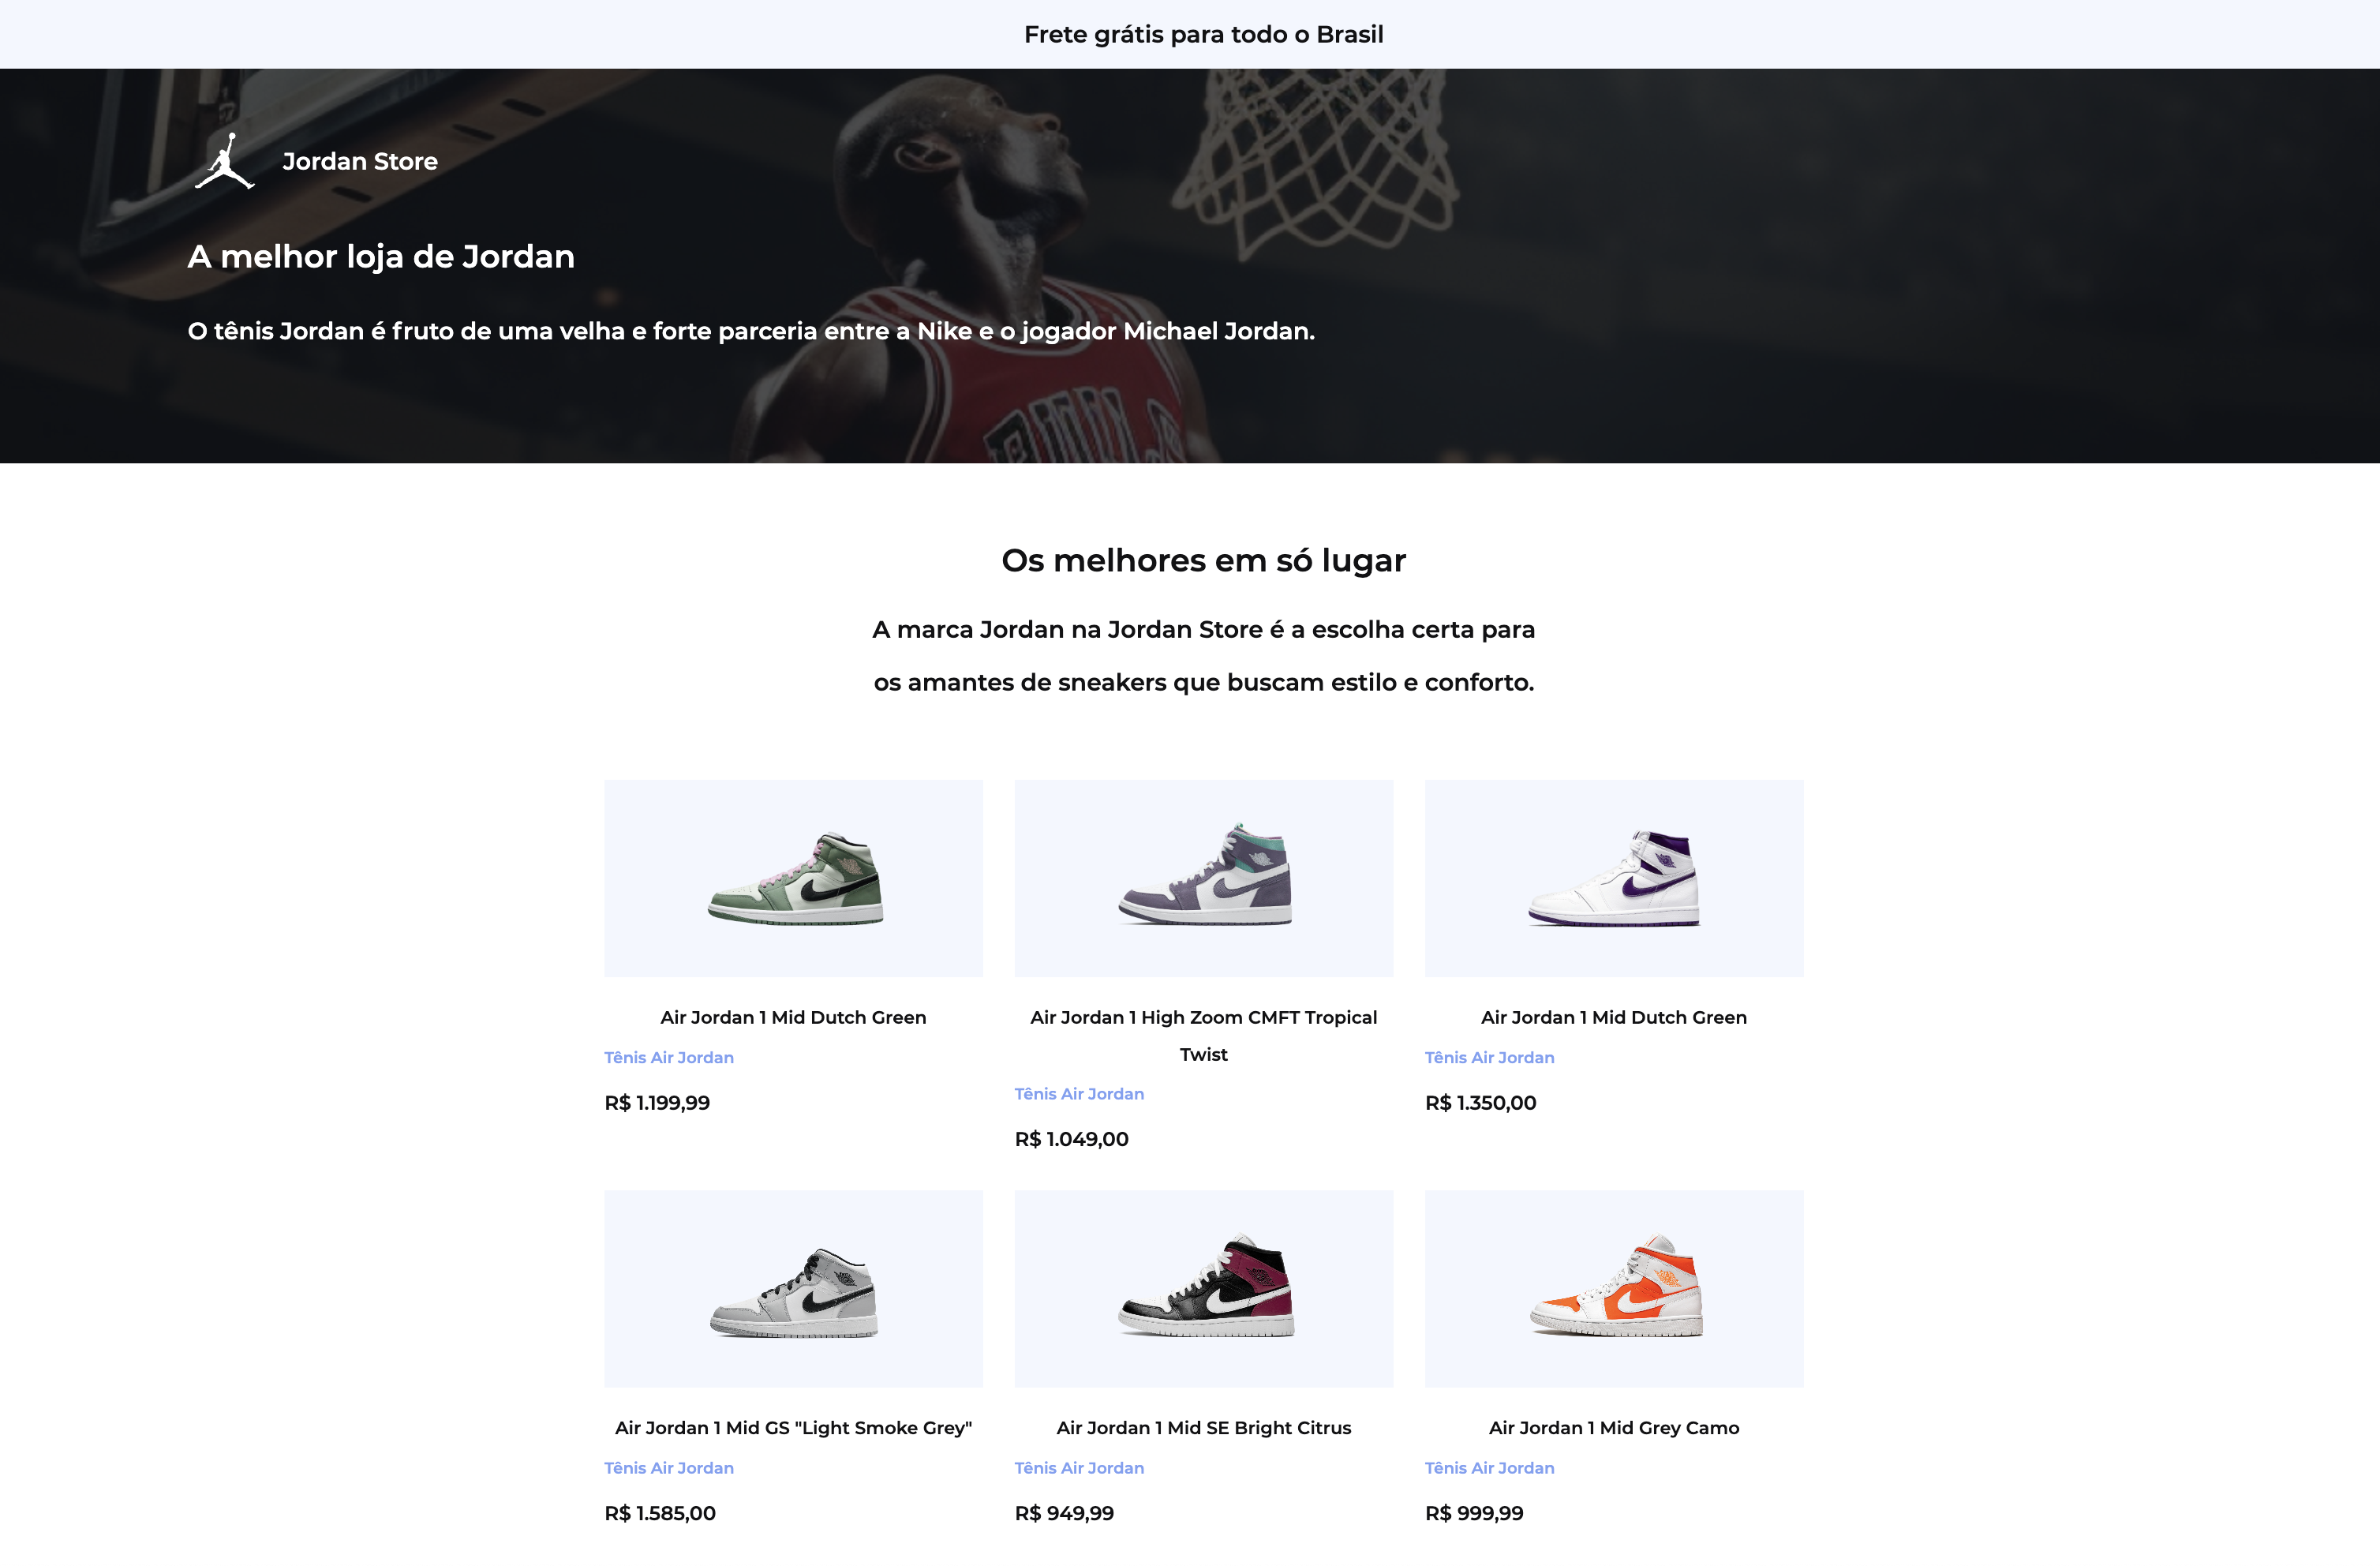 Frete grátis para todo o Brasil
Jordan Store
A melhor loja de Jordan
O tênis Jordan é fruto de uma velha e forte parceria entre a Nike e o jogador Michael Jordan.
BULLS
Os melhores em só lugar
A marca Jordan na Jordan Store é a escolha certa para
os amantes de sneakers que buscam estilo e conforto.
Air Jordan 1 Mid Dutch Green
Tênis Air Jordan
R$ 1.199,99
Air Jordan 1 High Zoom CMFT Tropical
Twist
Tênis Air Jordan
R$ 1.049,00
Air Jordan 1 Mid Dutch Green
Tênis Air Jordan
R$ 1.350,00
Air Jordan 1 Mid GS "Light Smoke Grey"
Tênis Air Jordan
R$ 1.585,00
Air Jordan 1 Mid SE Bright Citrus
Tênis Air Jordan
R$ 949,99
Air Jordan 1 Mid Grey Camo
Tênis Air Jordan
R$ 999,99